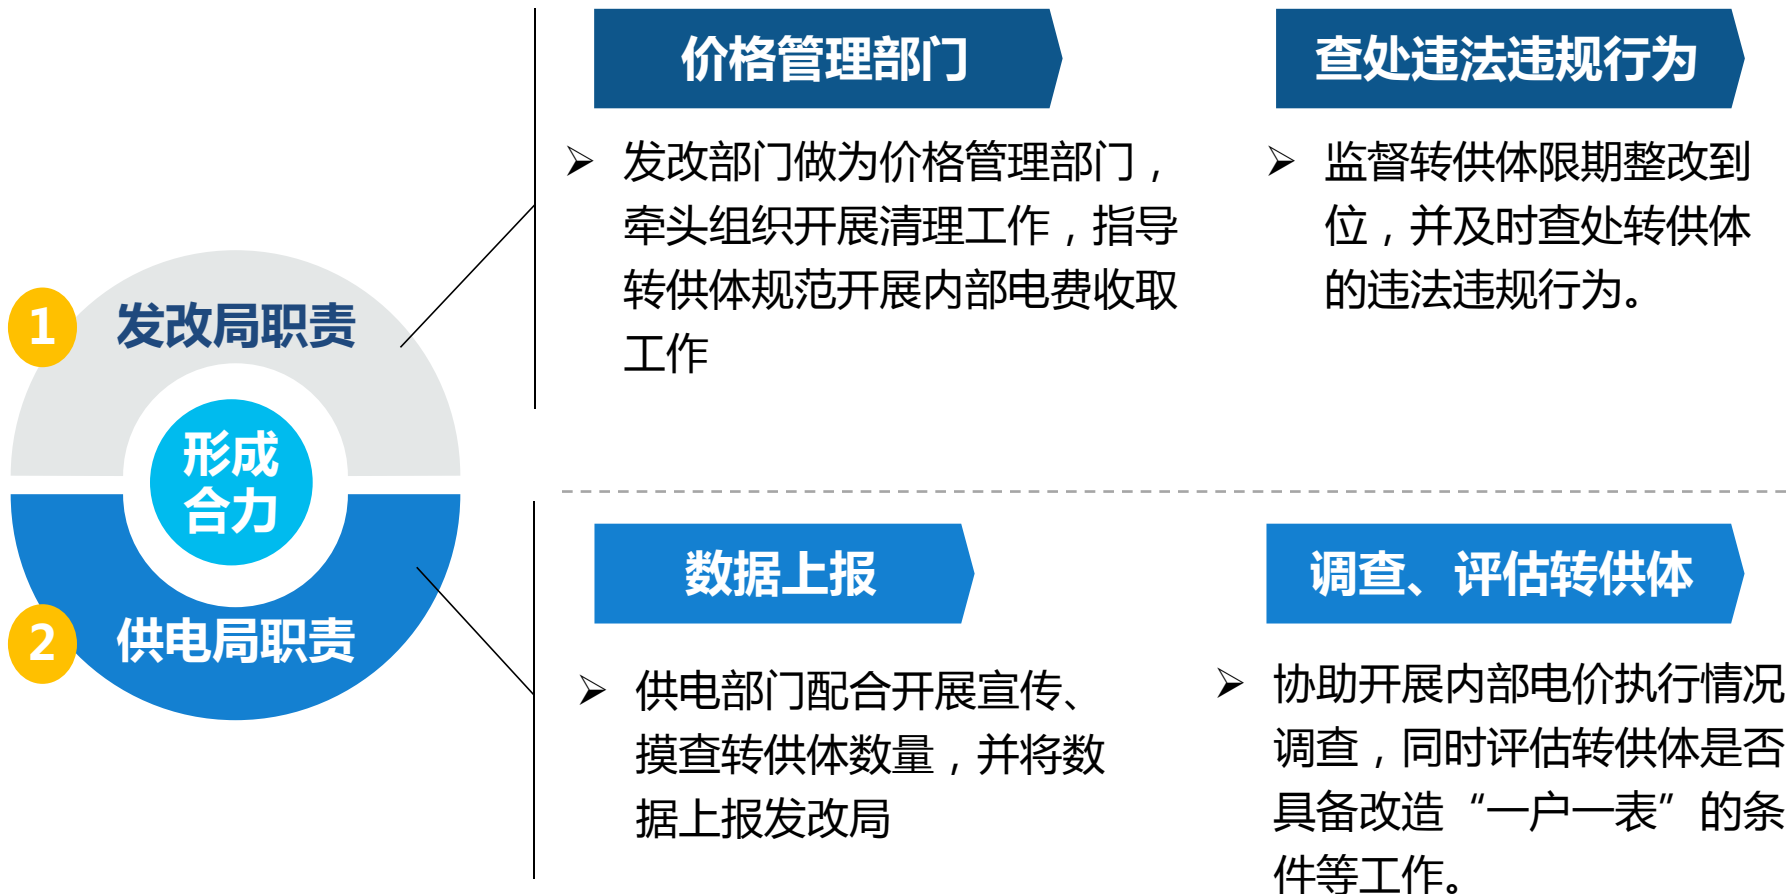 价格管理部门
发改部门做为价格管理部门，
牵头组织开展清理工作，指导
转供体规范开展内部电费收取
工作
查处违法违规行为
监督转供体限期整改到
位，并及时查处转供体
的违法违规行为。
1
发改局职责
形成
合力
2
供电局职责
数据上报
供电部门配合开展宣传、
摸查转供体数量，并将数
据上报发改局
调查、评估转供体
协助开展内部电价执行情况
调查，同时评估转供体是否
具备改造“一户一表”的条
件等工作。